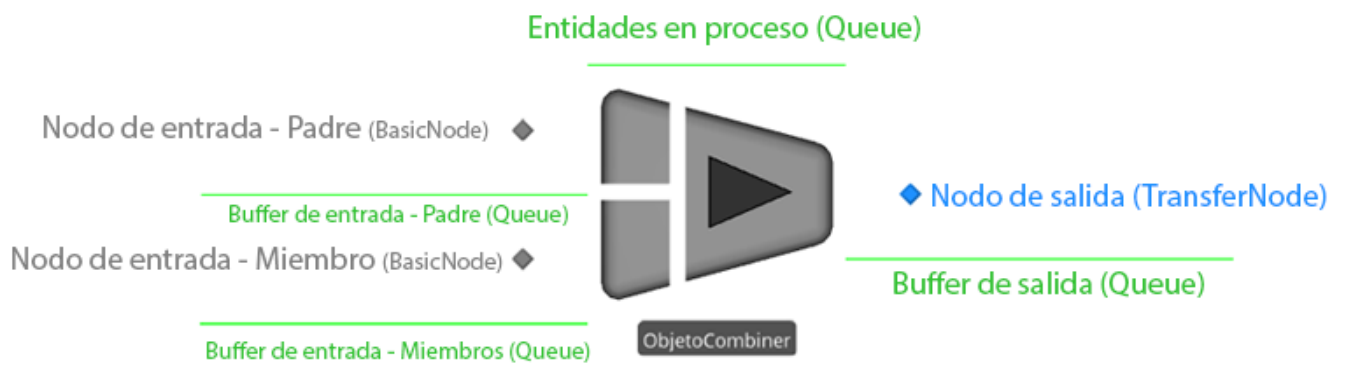 Entidades en proceso (Queue)
Nodo de entrada - Padre (BasicNode)
Nodo de salida (TransferNode)
Buffer de entrada - Padre (Queue)
Nodo de entrada - Miembro (BasicNode)
Buffer de salida (Queue)
ObjetoCombiner
Buffer de entrada - Miembros (Queue)